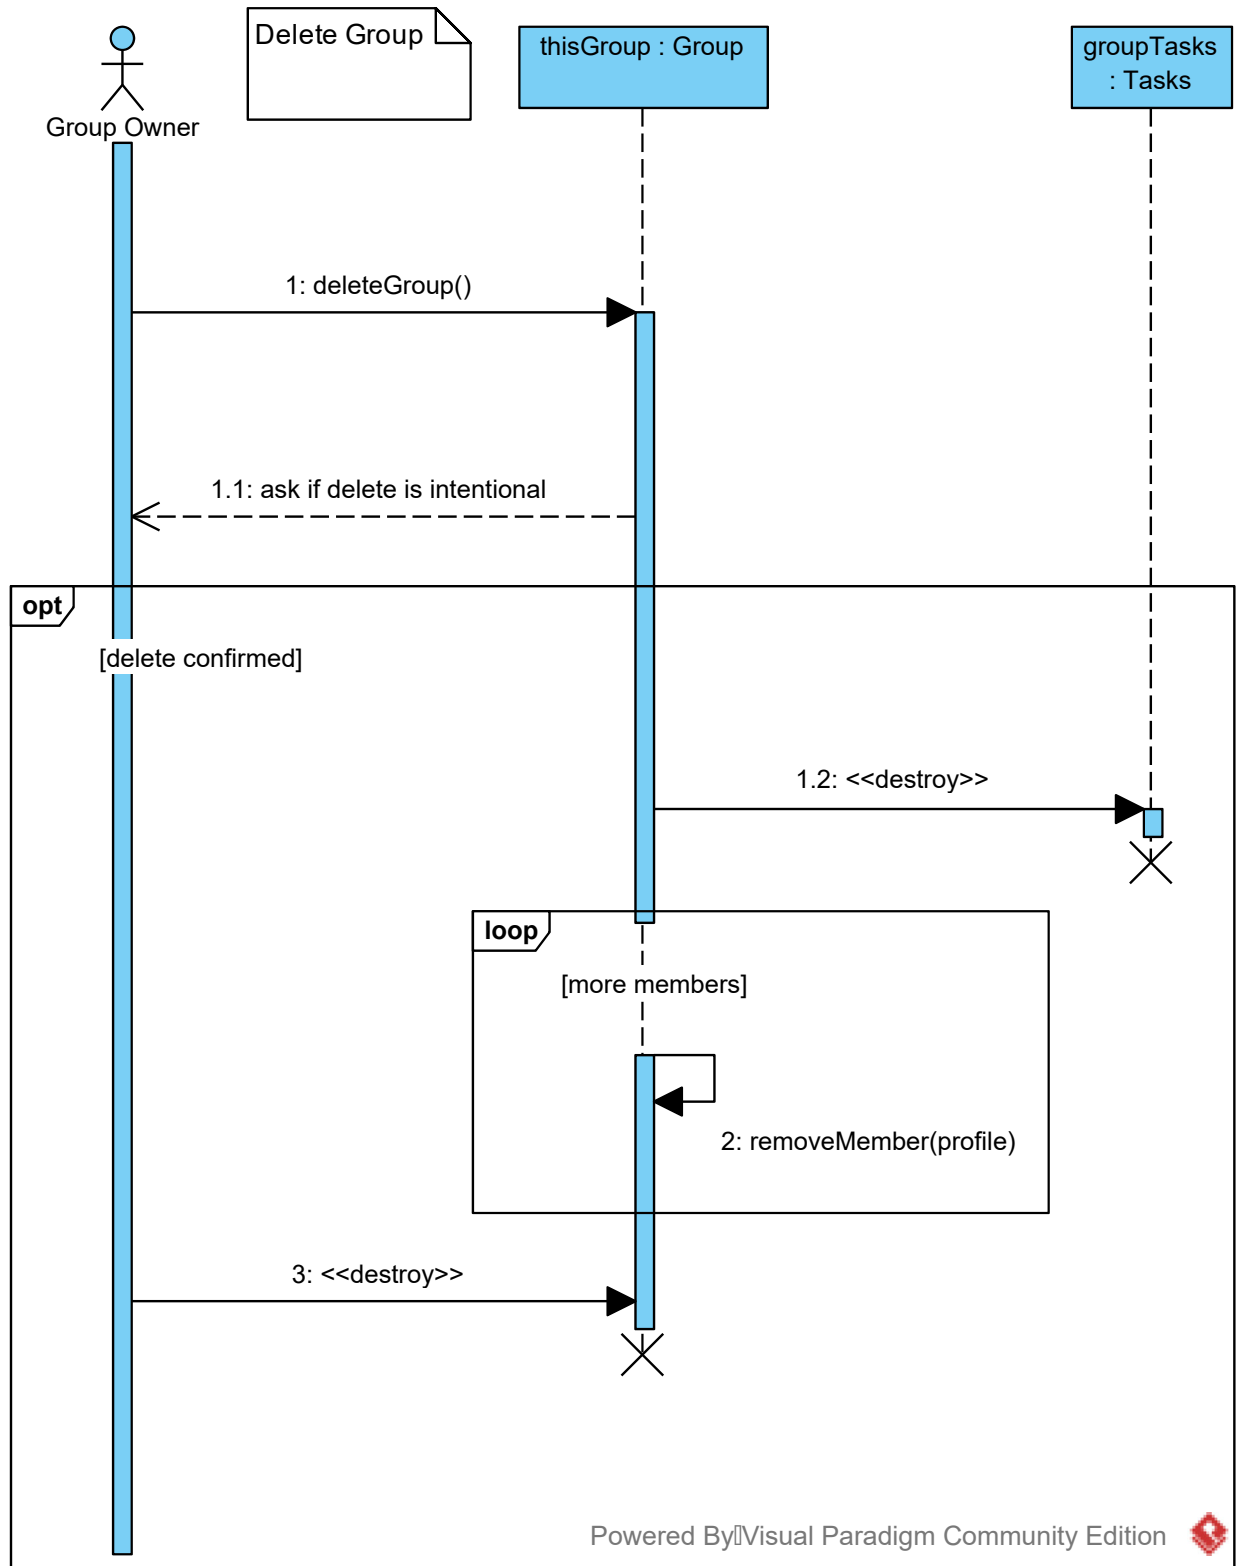 Delete Group
thisGroup : Group
groupTasks
: Tasks
Group Owner
1: deleteGroup()
1.1: ask if delete is intentional
opt
[delete confirmed]
1.2: <<destroy>>
loop
[more members]
2: removeMember(profile)
3: <<destroy>>
Powered By▯Visual Paradigm Community Edition